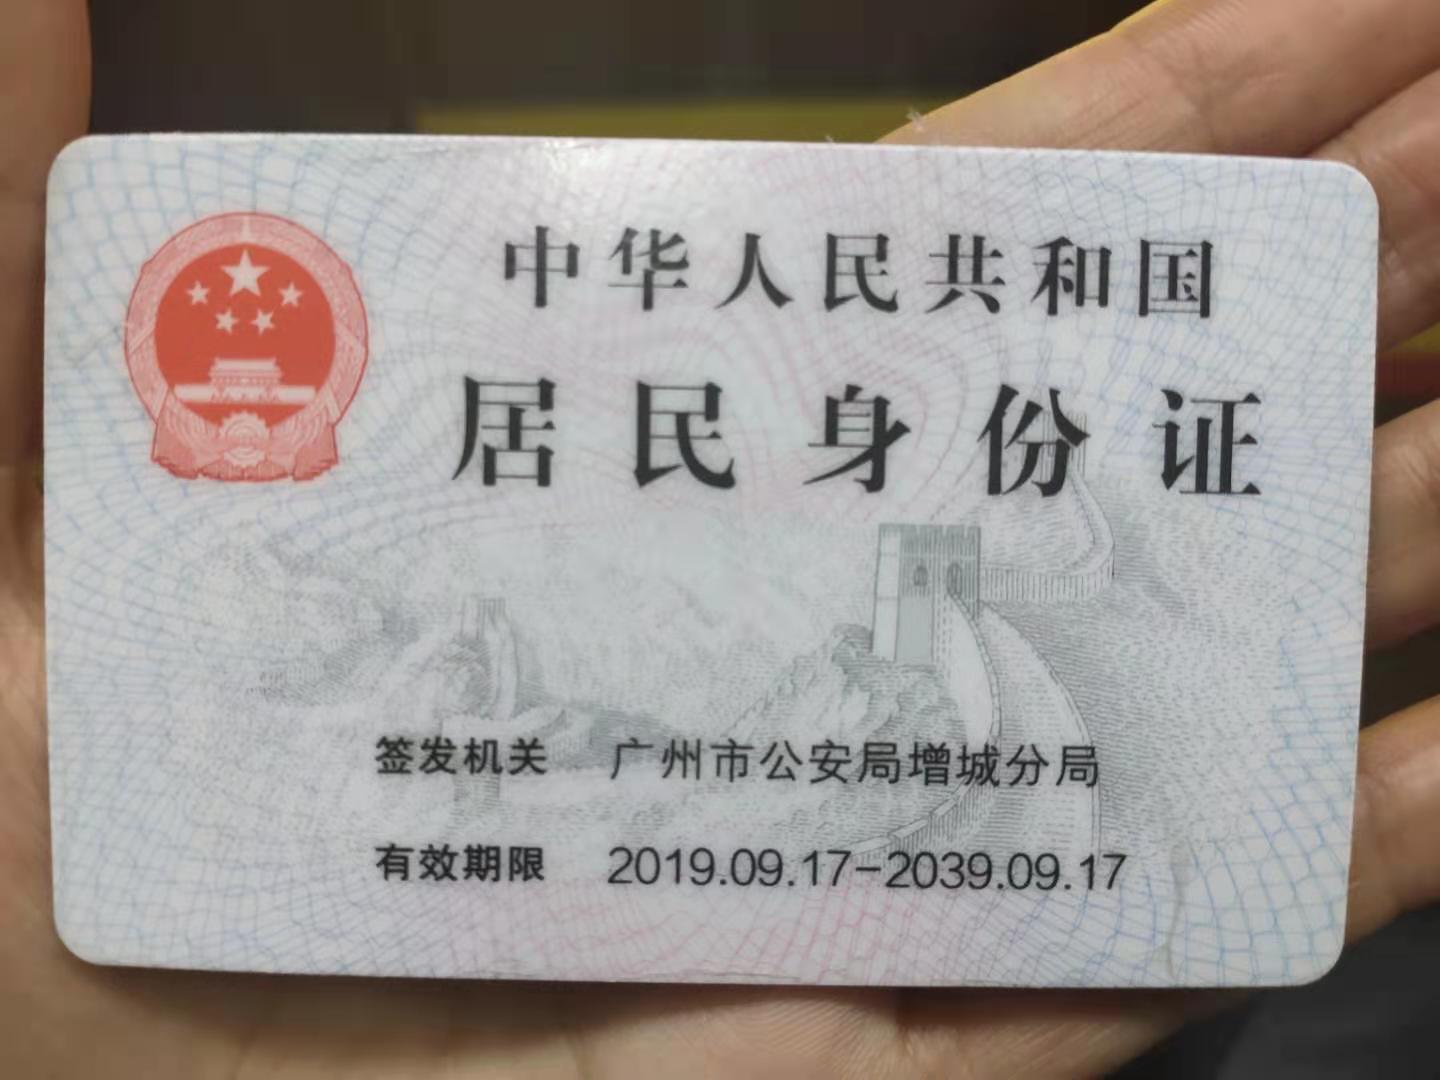 中华人民共和国
居民身份证
签发机关 广州市公安局增城分局
有效期限 2019.09.17-2039.09.17